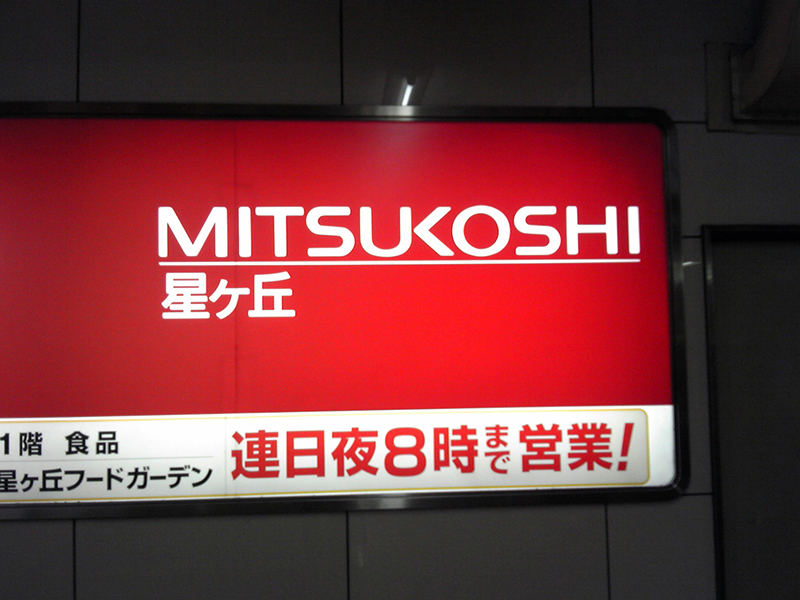 MITSUKOSHI
星ヶ丘
1階 食品
星ヶ丘フードガーデン
連日夜8時まで営業!